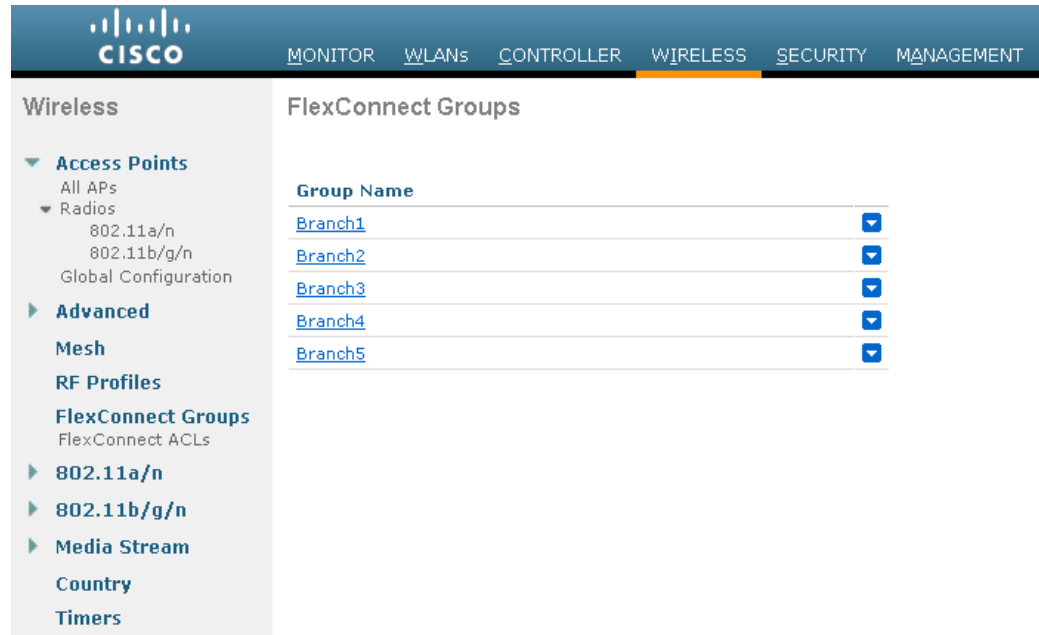 CISCO
MONITOR WLANs CONTROLLER WIRELESS SECURITY MANAGEMENT
Wireless
Access Points
All APs
Radios
802.11a/n
802.11b/g/n
Global Configuration
Advanced
Mesh
RF Profiles
FlexConnect Groups
FlexConnect ACLs
802.11a/n
802.11b/g/n
Media Stream
Country
Timers
FlexConnect Groups
Group Name
Branch1
Branch2
Branch3
Branch4
Branch5